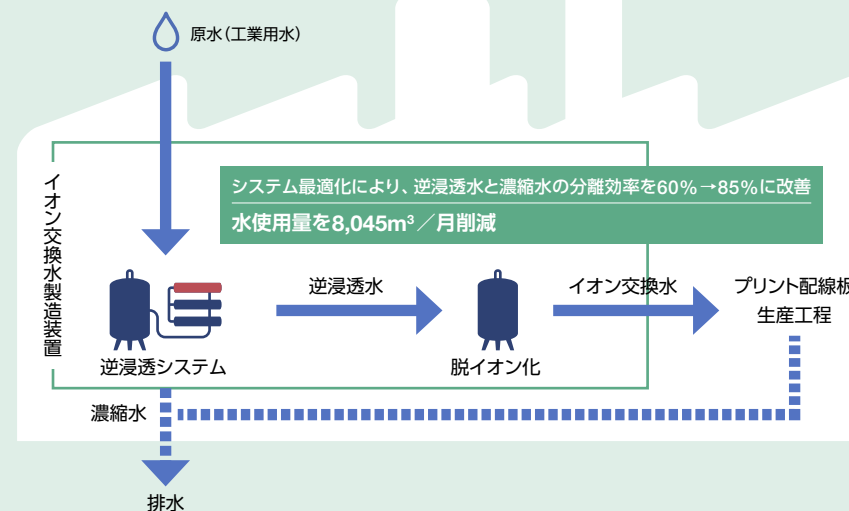 原水(工業用水)
イオン交換水製造装置
システム最適化により、逆浸透水と濃縮水の分離効率を60%→85%に改善
水使用量を8,045m³／月削減
逆浸透水
イオン交換水
プリント配線板
生産工程
逆浸透システム
脱イオン化
濃縮水
排水